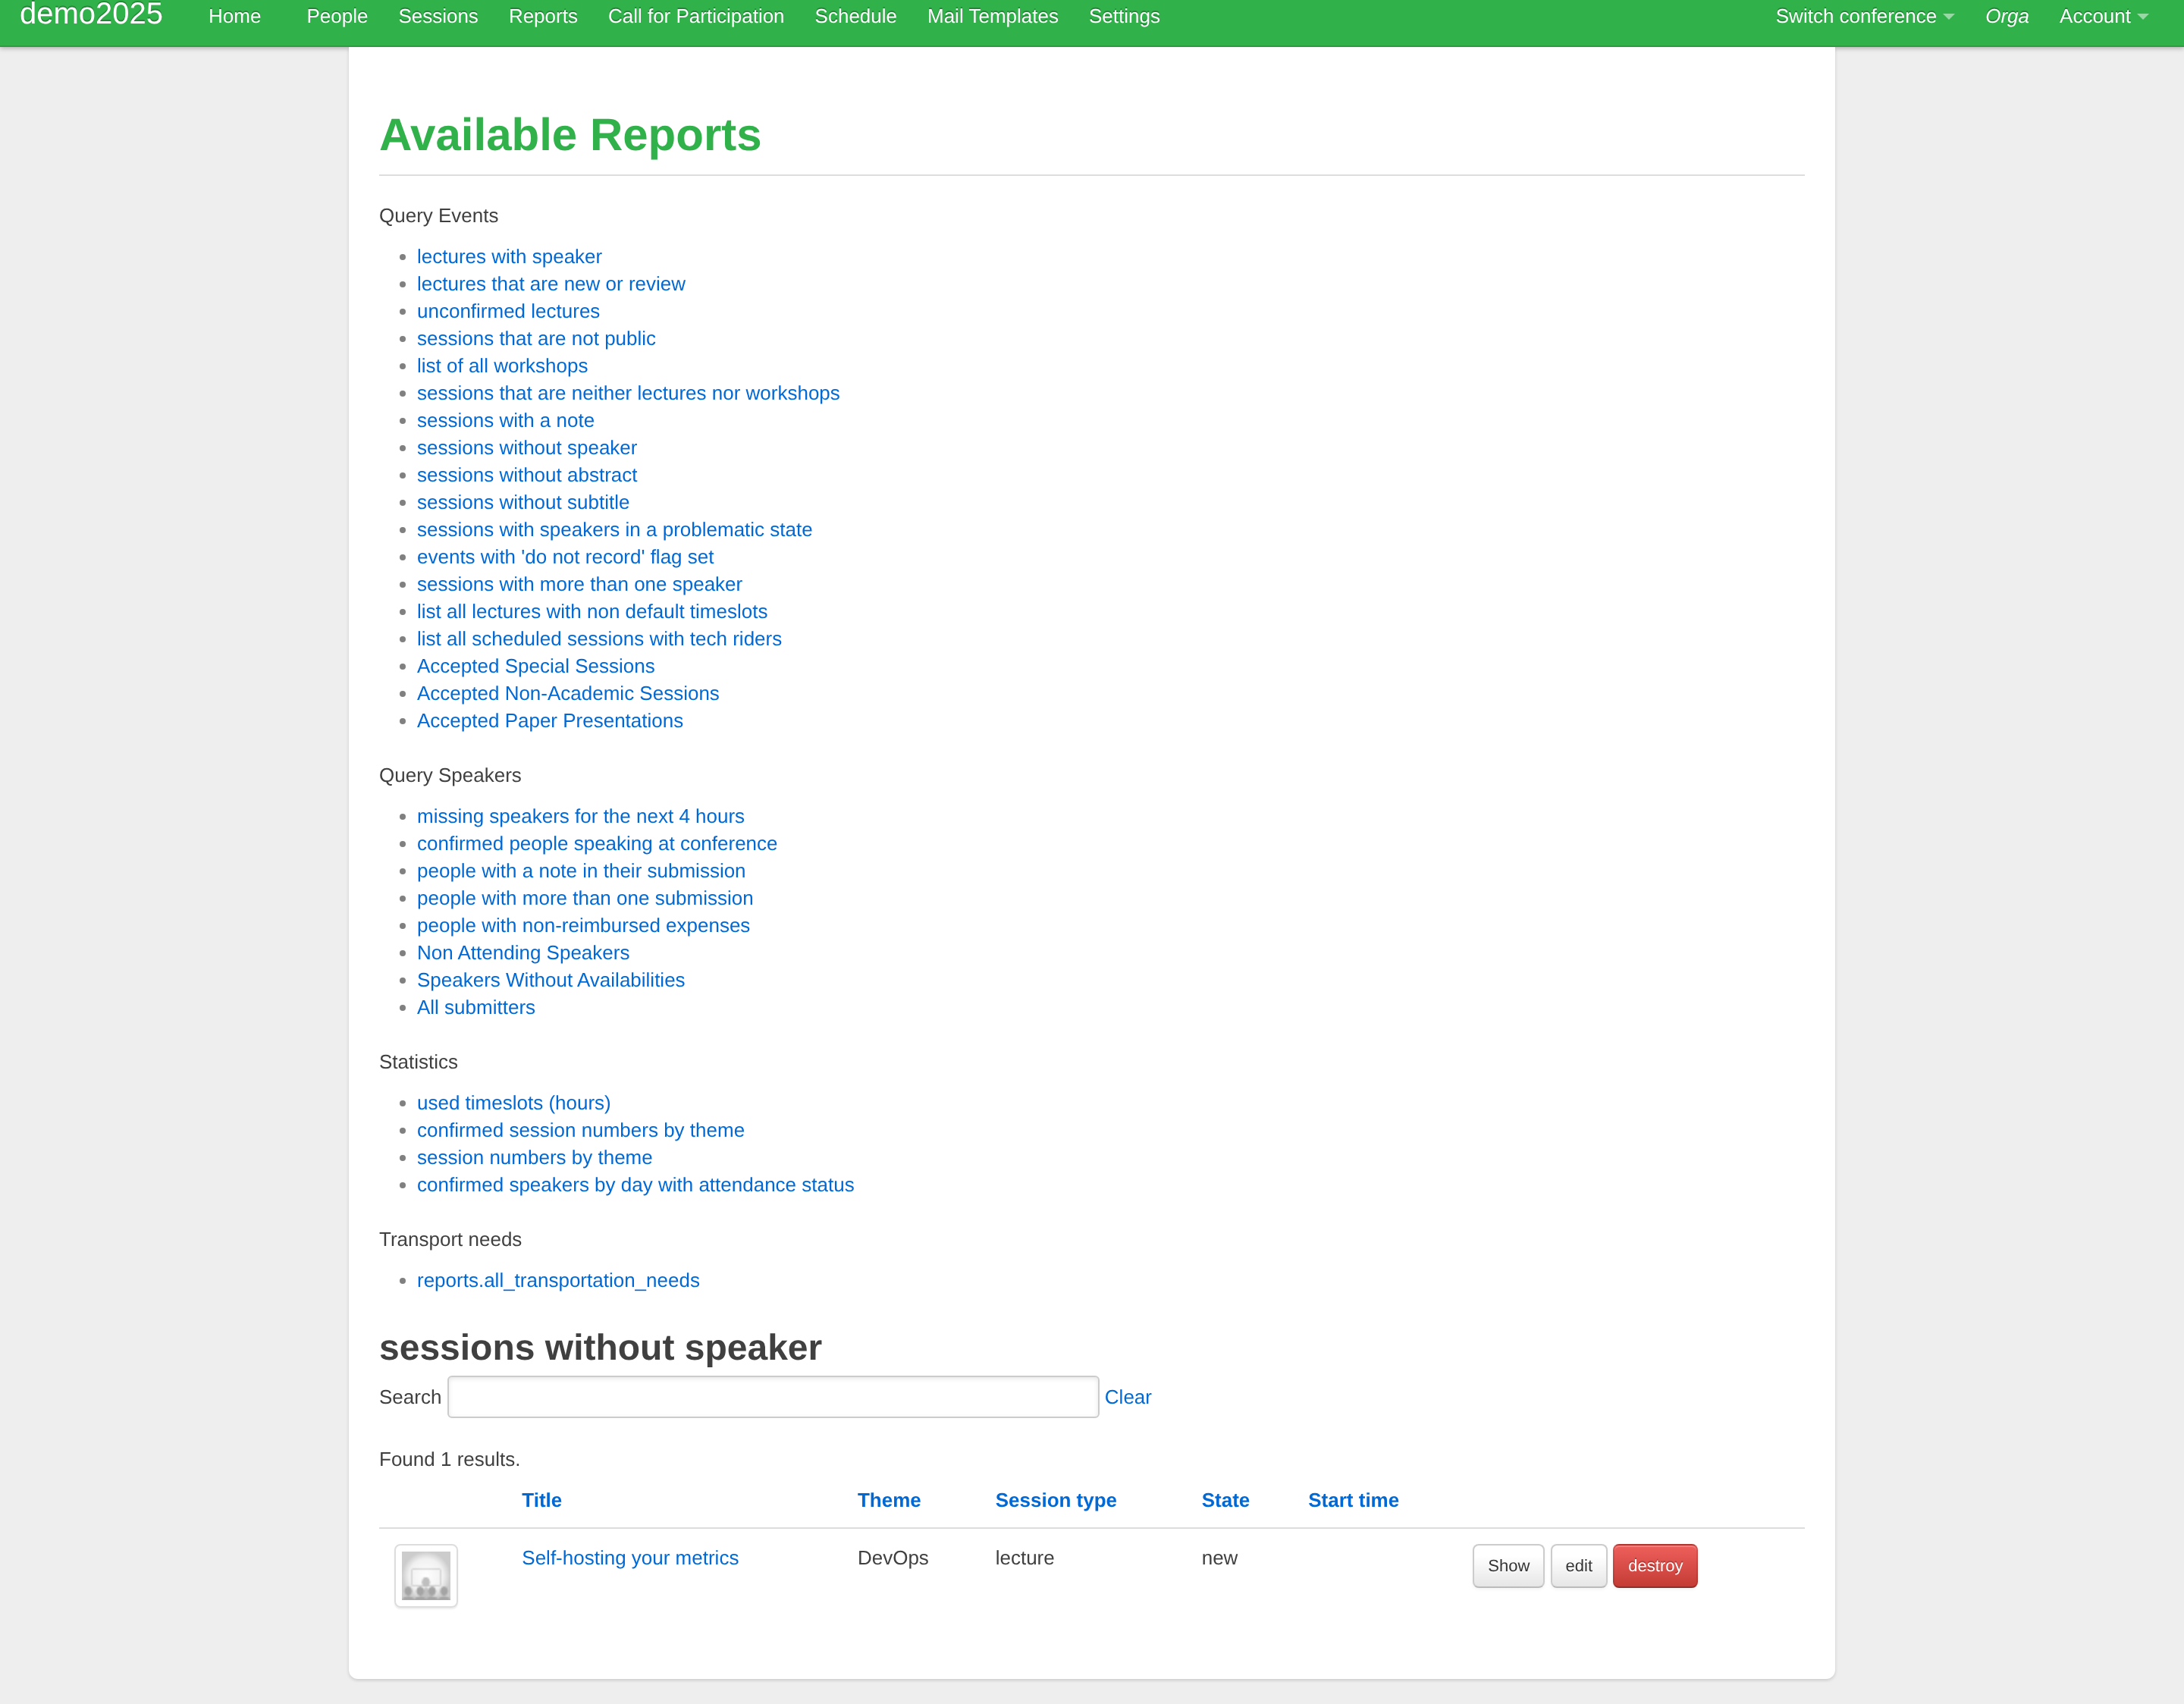 demo2025 Home People Sessions Reports Call for Participation Schedule Mail Templates Settings Switch conference Orga Account
Available Reports
Query Events
lectures with speaker
lectures that are new or review
unconfirmed lectures
sessions that are not public
list of all workshops
sessions that are neither lectures nor workshops
sessions with a note
sessions without speaker
sessions without abstract
sessions without subtitle
sessions with speakers in a problematic state
events with 'do not record' flag set
sessions with more than one speaker
list all lectures with non default timeslots
list all scheduled sessions with tech riders
Accepted Special Sessions
Accepted Non-Academic Sessions
Accepted Paper Presentations
Query Speakers
missing speakers for the next 4 hours
confirmed people speaking at conference
people with a note in their submission
people with more than one submission
people with non-reimbursed expenses
Non Attending Speakers
Speakers Without Availabilities
All submitters
Statistics
used timeslots (hours)
confirmed session numbers by theme
session numbers by theme
confirmed speakers by day with attendance status
Transport needs
reports.all_transportation_needs
sessions without speaker
Search Clear
Found 1 results.
Title Theme Session type State Start time
Self-hosting your metrics DevOps lecture new Show edit destroy